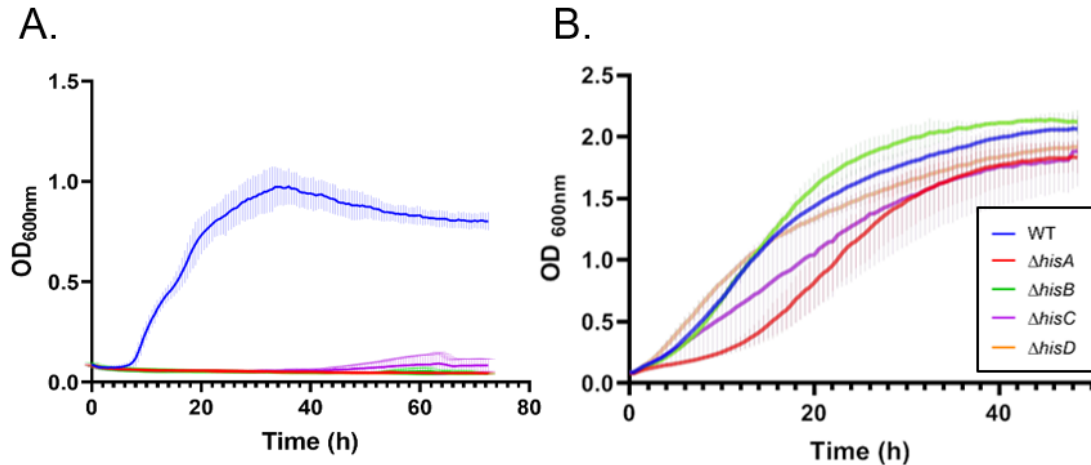 A.
B.
OD600nm
1.5
1.0
0.5
0.0
0 20 40 60 80
Time (h)
OD 600nm
2.5
2.0
1.5
1.0
0.5
0.0
0 20 40
Time (h)
WT
ΔhisA
ΔhisB
ΔhisC
ΔhisD